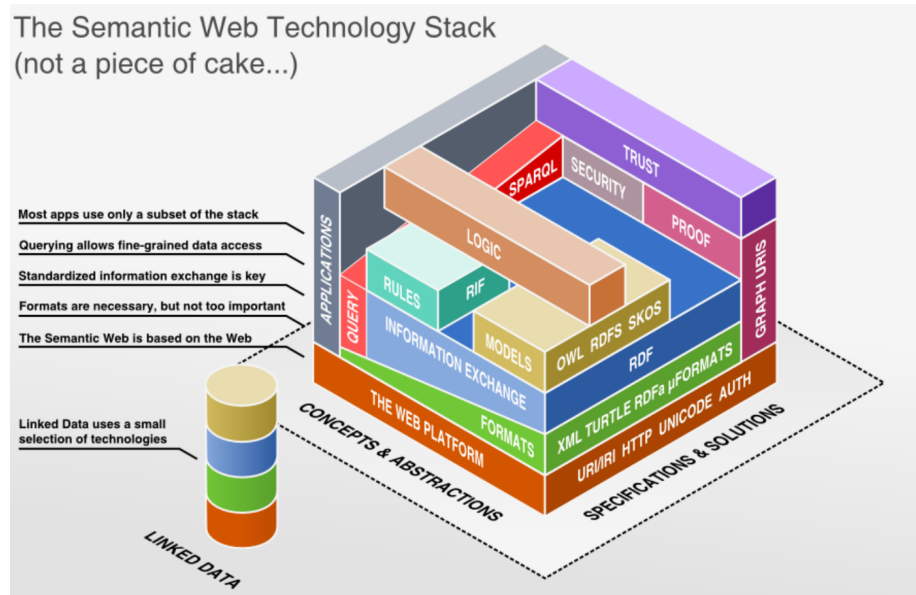 The Semantic Web Technology Stack
(not a piece of cake...)
Most apps use only a subset of the stack
Querying allows fine-grained data access
Standardized information exchange is key
Formats are necessary, but not too important
The Semantic Web is based on the Web
Linked Data uses a small
selection of technologies
LINKED DATA
APPLICATIONS
QUERY
SPARQL
SECURITY
TRUST
PROOF
GRAPH URIS
LOGIC
RULES
RIF
MODELS
OWL RDFS SKOS
INFORMATION EXCHANGE
RDF
FORMATS
XML TURTLE RDFa µFORMATS
THE WEB PLATFORM
URI/IRI HTTP UNICODE AUTH
CONCEPTS & ABSTRACTIONS
SPECIFICATIONS & SOLUTIONS